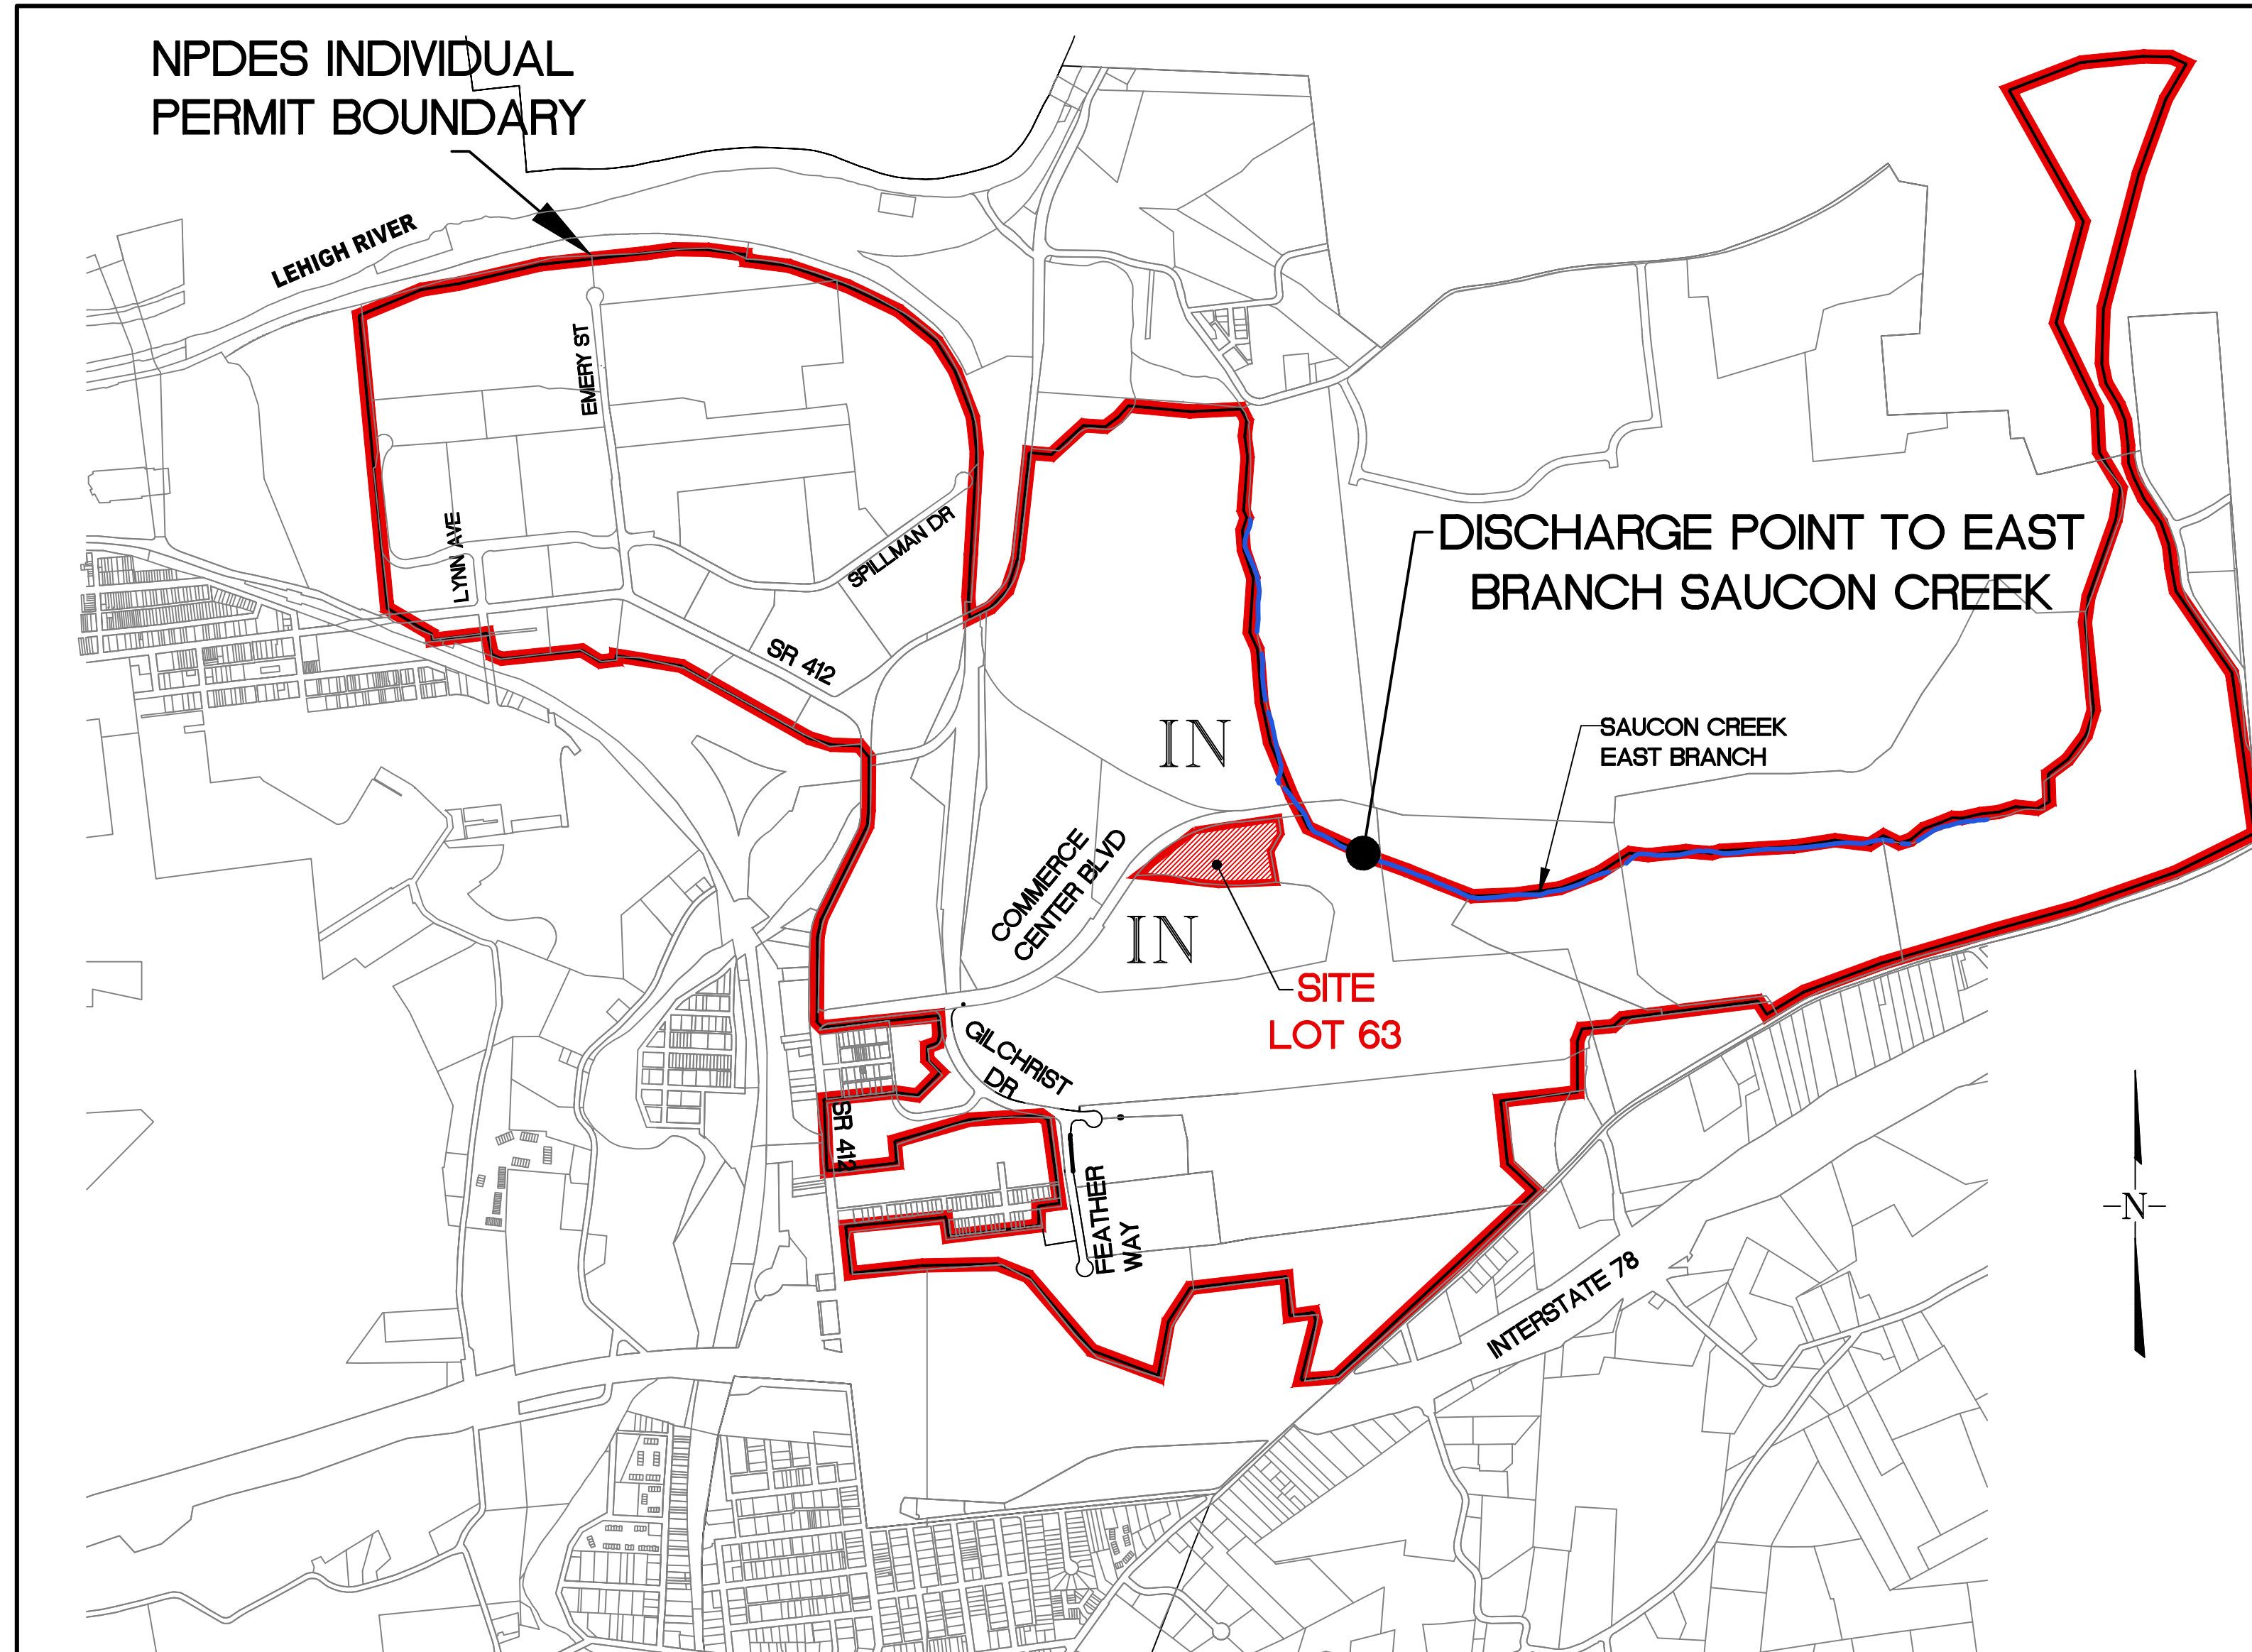 NPDES INDIVIDUAL
PERMIT BOUNDARY
LEHIGH RIVER
EMERY ST
LYNN AVE
SPILLMAN DR
SR 412
DISCHARGE POINT TO EAST
BRANCH SAUCON CREEK
SAUCON CREEK
EAST BRANCH
IN
COMMERCE
CENTER BLVD
IN
SITE
LOT 63
GILCHRIST
DR
SR 412
FEATHER
WAY
INTERSTATE 78
N